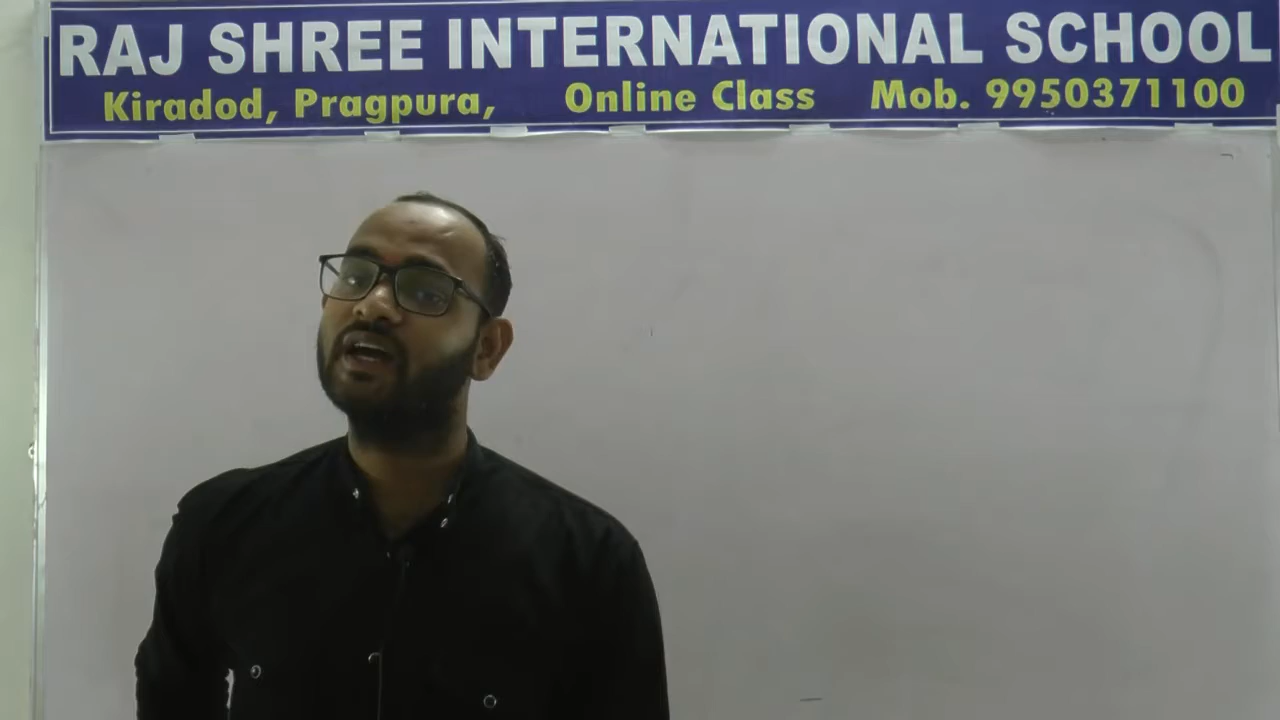 RAJ SHREE INTERNATIONAL SCHOOL
Kiradod, Pragpura, Online Class Mob. 9950371100